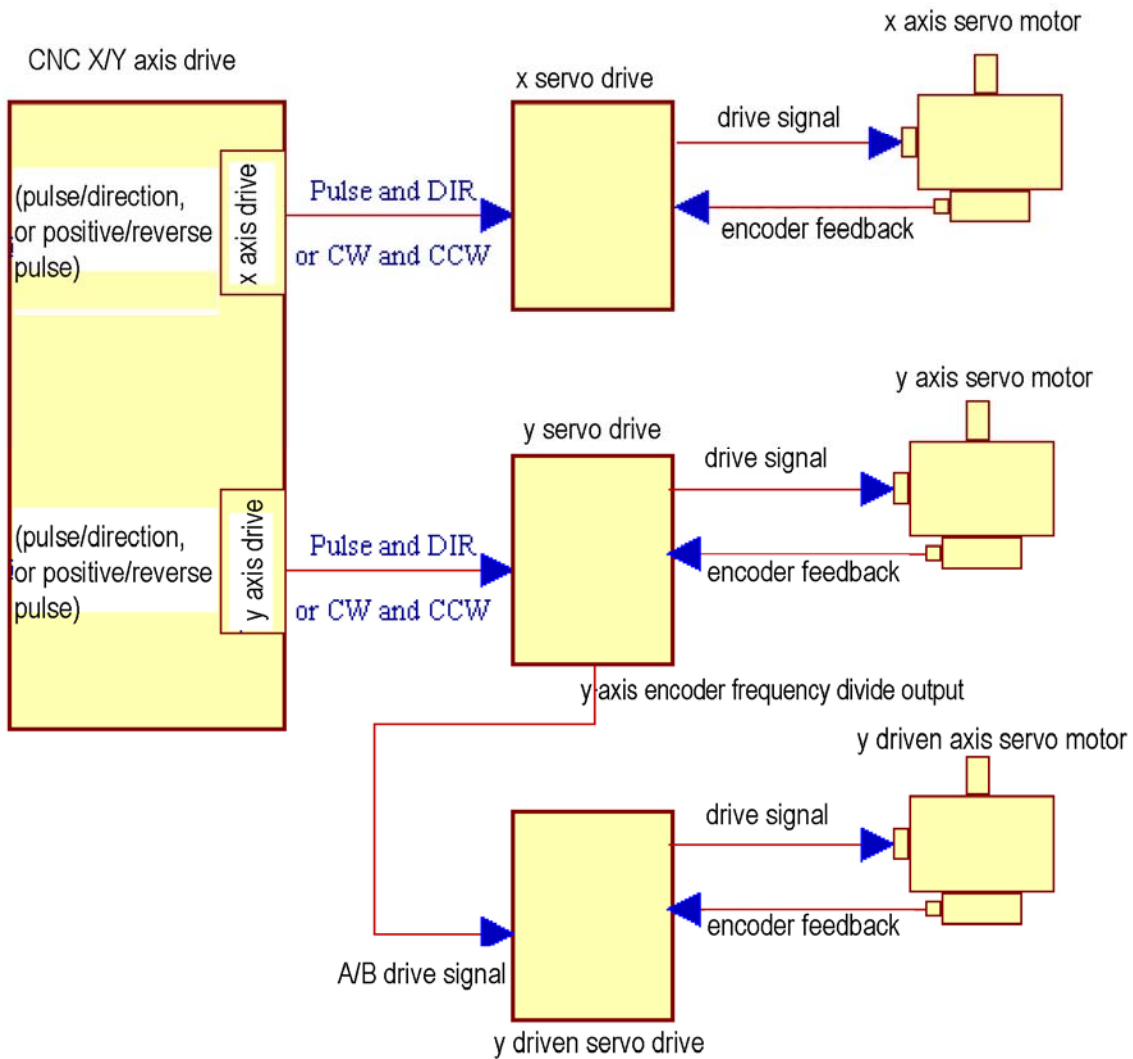 x axis servo motor
CNC X/Y axis drive
x servo drive
drive signal
(pulse/direction,
or positive/reverse
pulse)
x axis drive
Pulse and DIR
or CW and CCW
encoder feedback
y axis servo motor
y servo drive
drive signal
(pulse/direction,
or positive/reverse
pulse)
y axis drive
Pulse and DIR
or CW and CCW
encoder feedback
y axis encoder frequency divide output
y driven axis servo motor
drive signal
encoder feedback
A/B drive signal
y driven servo drive